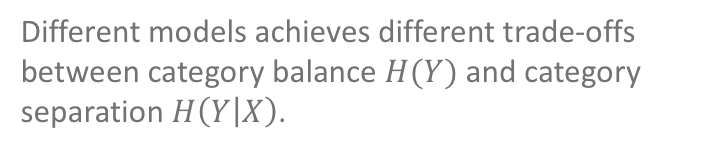 Different models achieves different trade-offs
between category balance H(Y) and category
separation H(Y|X).